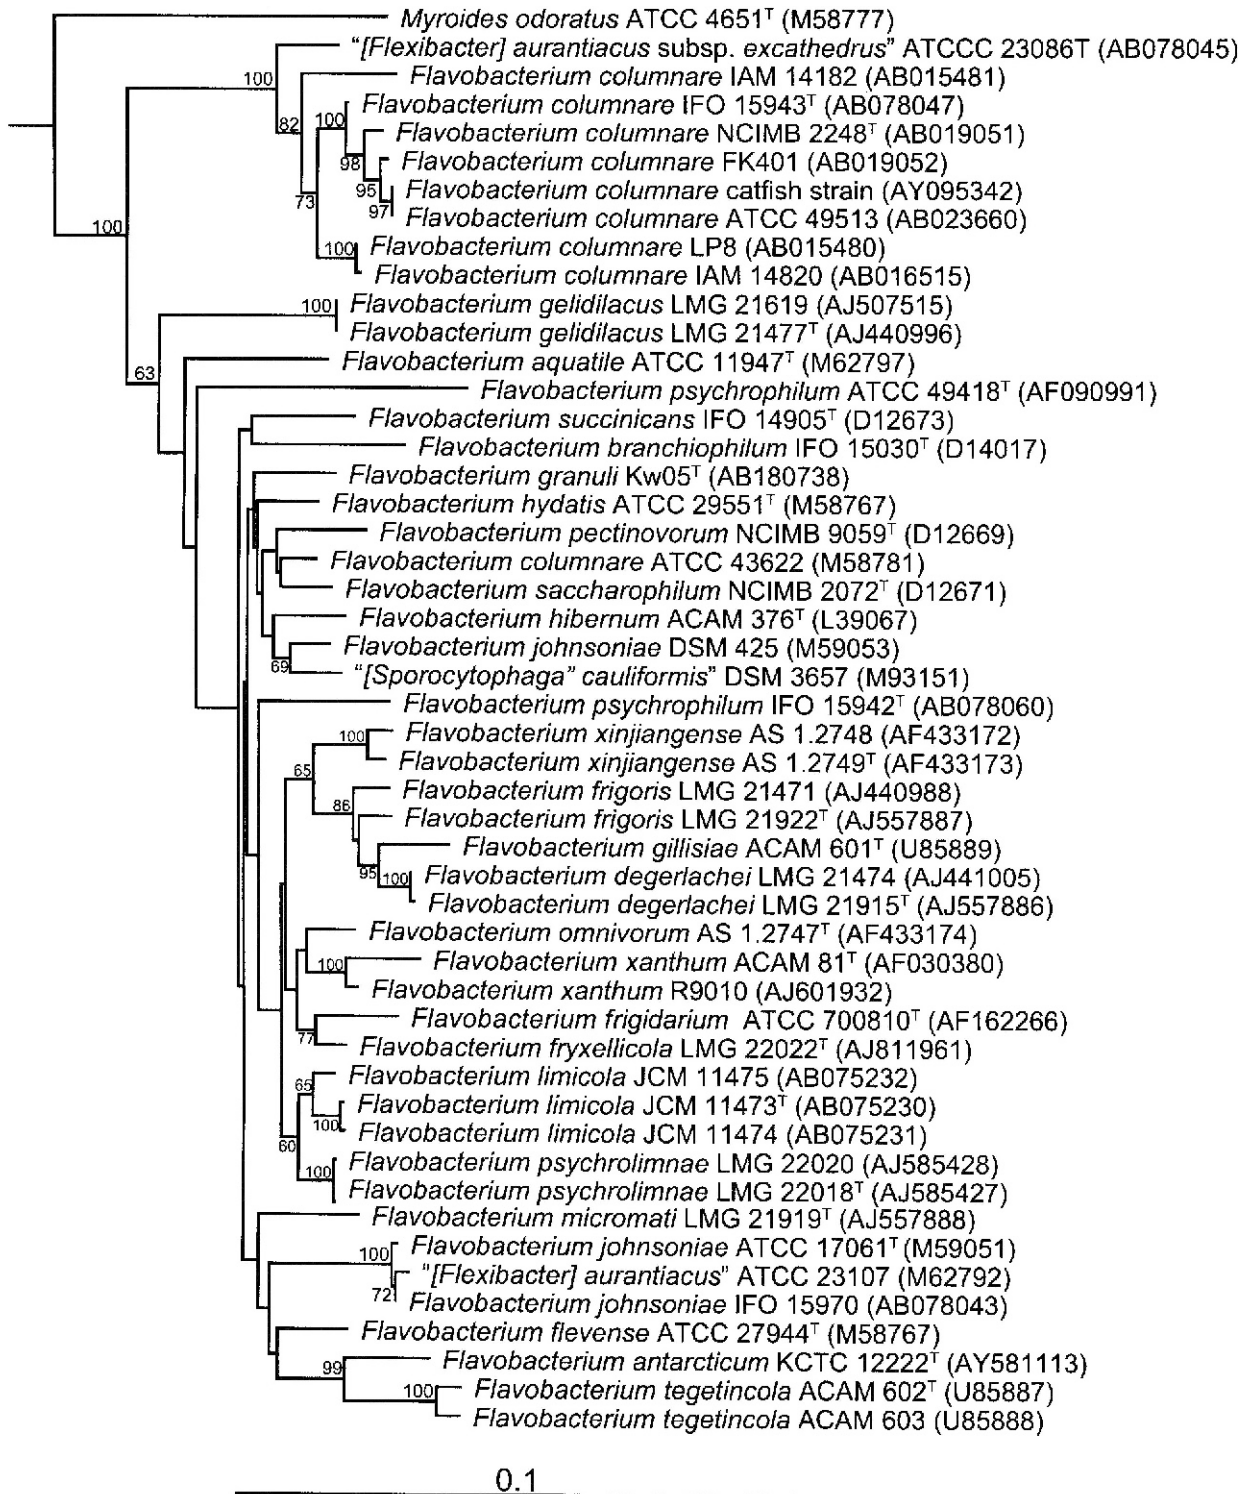 Myroides odoratus ATCC 4651ᵀ (M58777)
"[Flexibacter] aurantiacus subsp. excathedrus" ATCCC 23086T (AB078045)
100
Flavobacterium columnare IAM 14182 (AB015481)
Flavobacterium columnare IFO 15943ᵀ (AB078047)
82
100
Flavobacterium columnare NCIMB 2248ᵀ (AB019051)
98
Flavobacterium columnare FK401 (AB019052)
95
Flavobacterium columnare catfish strain (AY095342)
73
97
Flavobacterium columnare ATCC 49513 (AB023660)
100
100
Flavobacterium columnare LP8 (AB015480)
Flavobacterium columnare IAM 14820 (AB016515)
100
Flavobacterium gelidilacus LMG 21619 (AJ507515)
Flavobacterium gelidilacus LMG 21477ᵀ (AJ440996)
Flavobacterium aquatile ATCC 11947ᵀ (M62797)
63
Flavobacterium psychrophilum ATCC 49418ᵀ (AF090991)
Flavobacterium succinicans IFO 14905ᵀ (D12673)
Flavobacterium branchiophilum IFO 15030ᵀ (D14017)
Flavobacterium granuli Kw05ᵀ (AB180738)
Flavobacterium hydatis ATCC 29551ᵀ (M58767)
Flavobacterium pectinovorum NCIMB 9059ᵀ (D12669)
Flavobacterium columnare ATCC 43622 (M58781)
Flavobacterium saccharophilum NCIMB 2072ᵀ (D12671)
Flavobacterium hibernum ACAM 376ᵀ (L39067)
Flavobacterium johnsoniae DSM 425 (M59053)
69
"[Sporocytophaga" cauliformis" DSM 3657 (M93151)
Flavobacterium psychrophilum IFO 15942ᵀ (AB078060)
100
Flavobacterium xinjiangense AS 1.2748 (AF433172)
Flavobacterium xinjiangense AS 1.2749ᵀ (AF433173)
65
Flavobacterium frigoris LMG 21471 (AJ440988)
86
Flavobacterium frigoris LMG 21922ᵀ (AJ557887)
Flavobacterium gillisiae ACAM 601ᵀ (U85889)
95
100
Flavobacterium degerlachei LMG 21474 (AJ441005)
Flavobacterium degerlachei LMG 21915ᵀ (AJ557886)
Flavobacterium omnivorum AS 1.2747ᵀ (AF433174)
100
Flavobacterium xanthum ACAM 81ᵀ (AF030380)
Flavobacterium xanthum R9010 (AJ601932)
Flavobacterium frigidarium ATCC 700810ᵀ (AF162266)
77
Flavobacterium fryxellicola LMG 22022ᵀ (AJ811961)
65
Flavobacterium limicola JCM 11475 (AB075232)
Flavobacterium limicola JCM 11473ᵀ (AB075230)
100
Flavobacterium limicola JCM 11474 (AB075231)
60
100
Flavobacterium psychrolimnae LMG 22020 (AJ585428)
Flavobacterium psychrolimnae LMG 22018ᵀ (AJ585427)
Flavobacterium micromati LMG 21919ᵀ (AJ557888)
100
Flavobacterium johnsoniae ATCC 17061ᵀ (M59051)
"[Flexibacter] aurantiacus" ATCC 23107 (M62792)
72
Flavobacterium johnsoniae IFO 15970 (AB078043)
Flavobacterium flevense ATCC 27944ᵀ (M58767)
99
Flavobacterium antarcticum KCTC 12222ᵀ (AY581113)
100
Flavobacterium tegetincola ACAM 602ᵀ (U85887)
Flavobacterium tegetincola ACAM 603 (U85888)
0.1